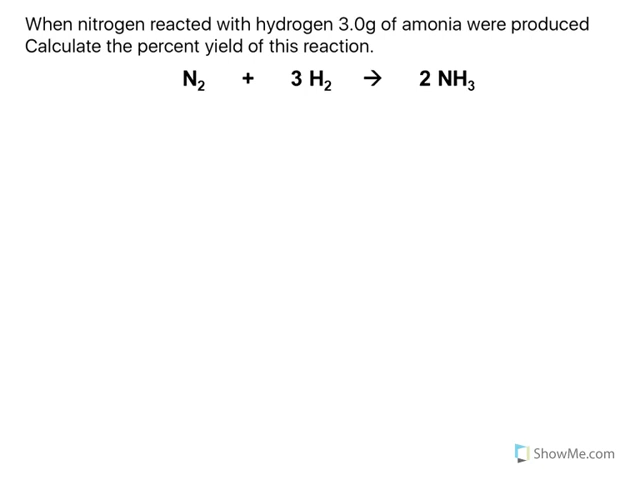 When nitrogen reacted with hydrogen 3.0g of amonia were produced
Calculate the percent yield of this reaction.
N₂ + 3 H₂ → 2 NH₃
ShowMe.com